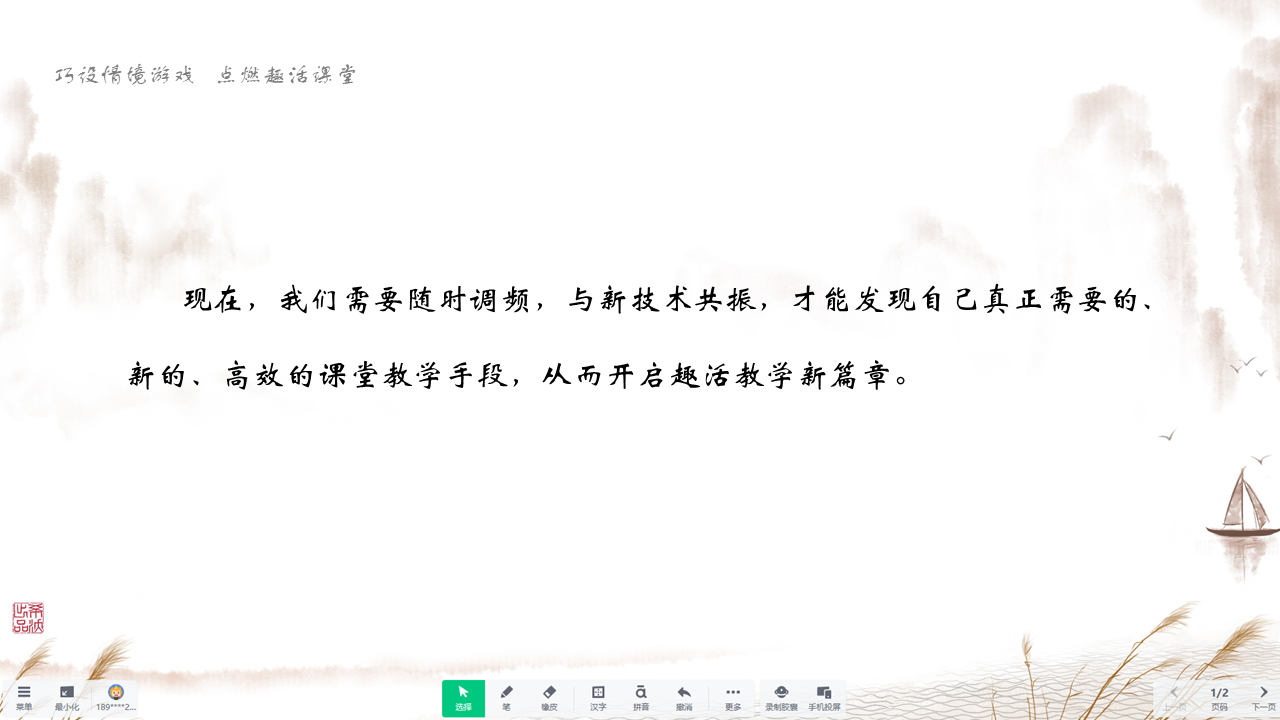 巧设情境游戏 点燃趣活课堂
现在，我们需要随时调频，与新技术共振，才能发现自己真正需要的、
新的、高效的课堂教学手段，从而开启趣活教学新篇章。
菜单 最小化 189****2... 选择 笔 橡皮 汉字 拼音 撤消 更多 录制胶囊 手机投屏 上一页 1/2 页码 下一页